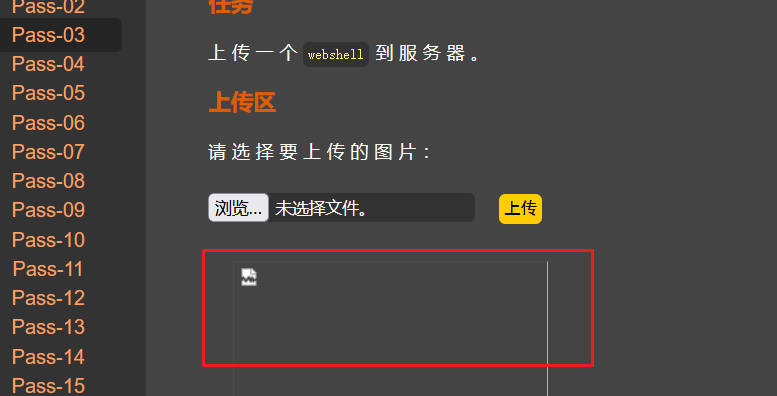 Pass-02
Pass-03
Pass-04
Pass-05
Pass-06
Pass-07
Pass-08
Pass-09
Pass-10
Pass-11
Pass-12
Pass-13
Pass-14
Pass-15
任务
上传一个 webshell 到服务器。
上传区
请选择要上传的图片：
浏览... 未选择文件。 上传